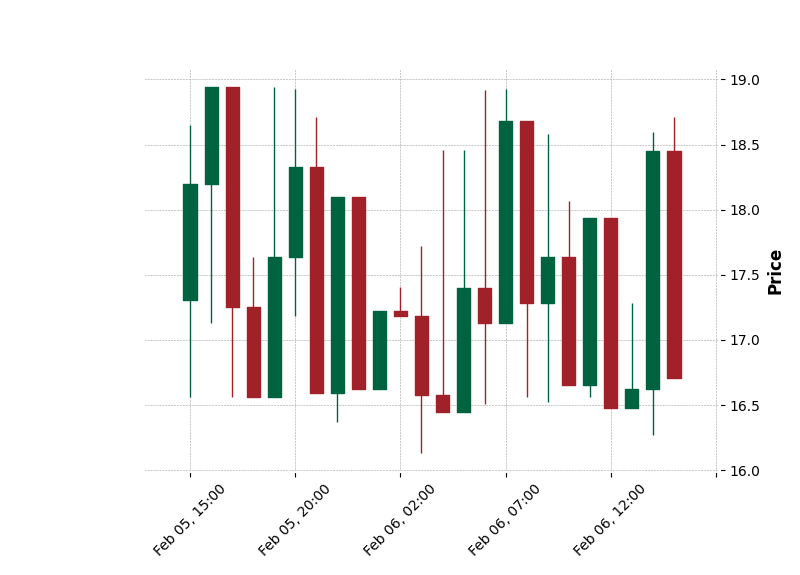 19.0
18.5
18.0
17.5
17.0
16.5
16.0
Price
Feb 05, 15:00
Feb 05, 20:00
Feb 06, 02:00
Feb 06, 07:00
Feb 06, 12:00